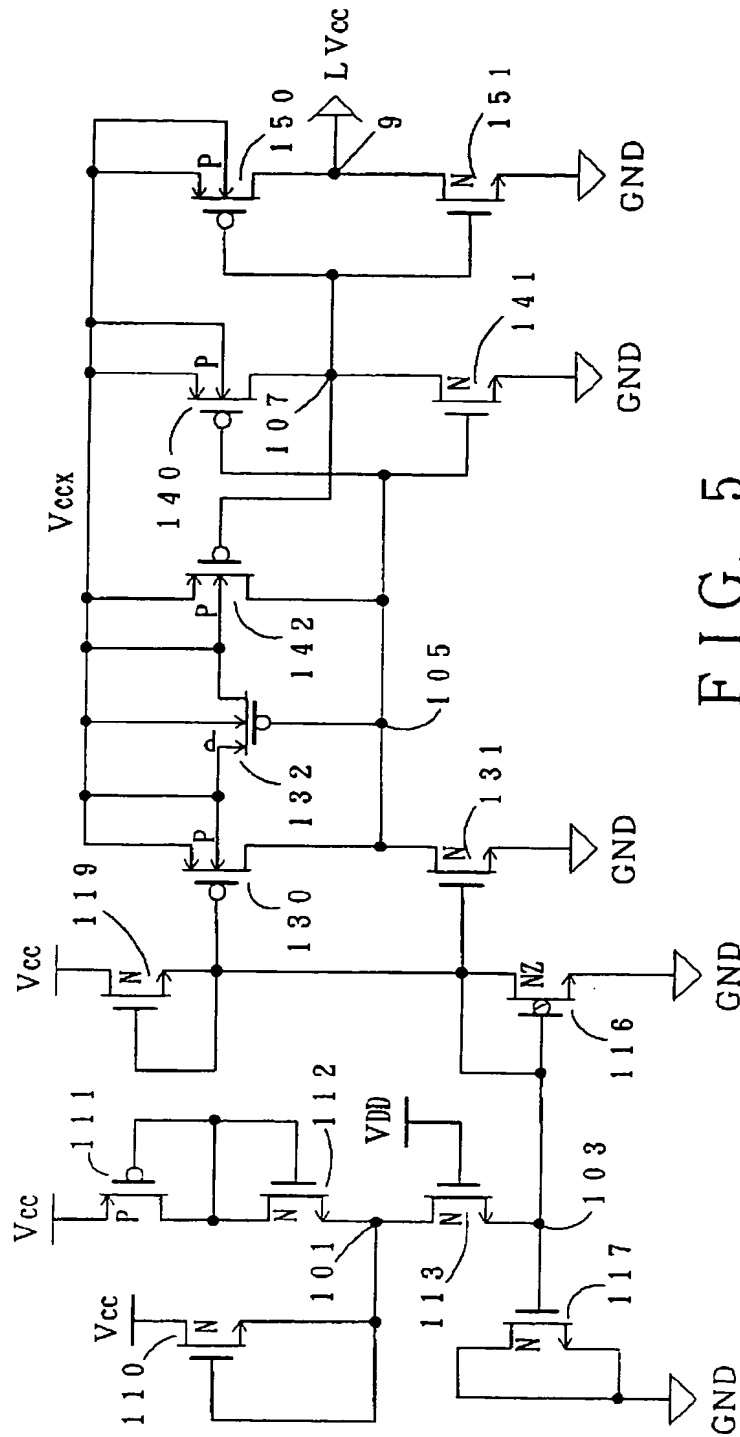 Vcc
110
N
Vcc
111
P
N
112
101
VDD
N
113
103
N
117
GND
Vcc
119
N
NZ
116
GND
P
130
N
131
GND
Vccx
P
132
105
P
142
140
P
107
N
141
GND
P
150
LVcc
9
N
151
GND
FIG. 5